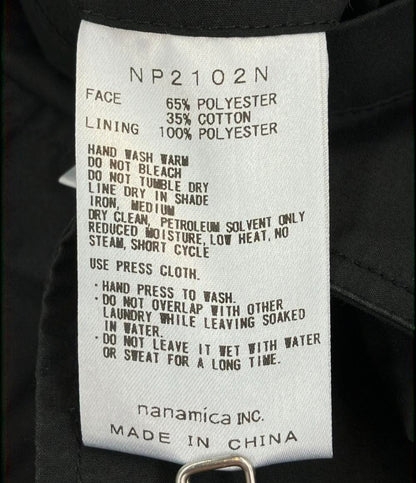 NP2102N
FACE 65% POLYESTER
35% COTTON
LINING 100% POLYESTER
HAND WASH WARM
DO NOT BLEACH
DO NOT TUMBLE DRY
LINE DRY IN SHADE
IRON, MEDIUM
DRY CLEAN, PETROLEUM SOLVENT ONLY
REDUCED MOISTURE, LOW HEAT, NO
STEAM, SHORT CYCLE
USE PRESS CLOTH.
・HAND PRESS TO WASH.
・DO NOT OVERLAP WITH OTHER
LAUNDRY WHILE LEAVING SOAKED
IN WATER.
・DO NOT LEAVE IT WET WITH WATER
OR SWEAT FOR A LONG TIME.
nanamica INC.
MADE IN CHINA